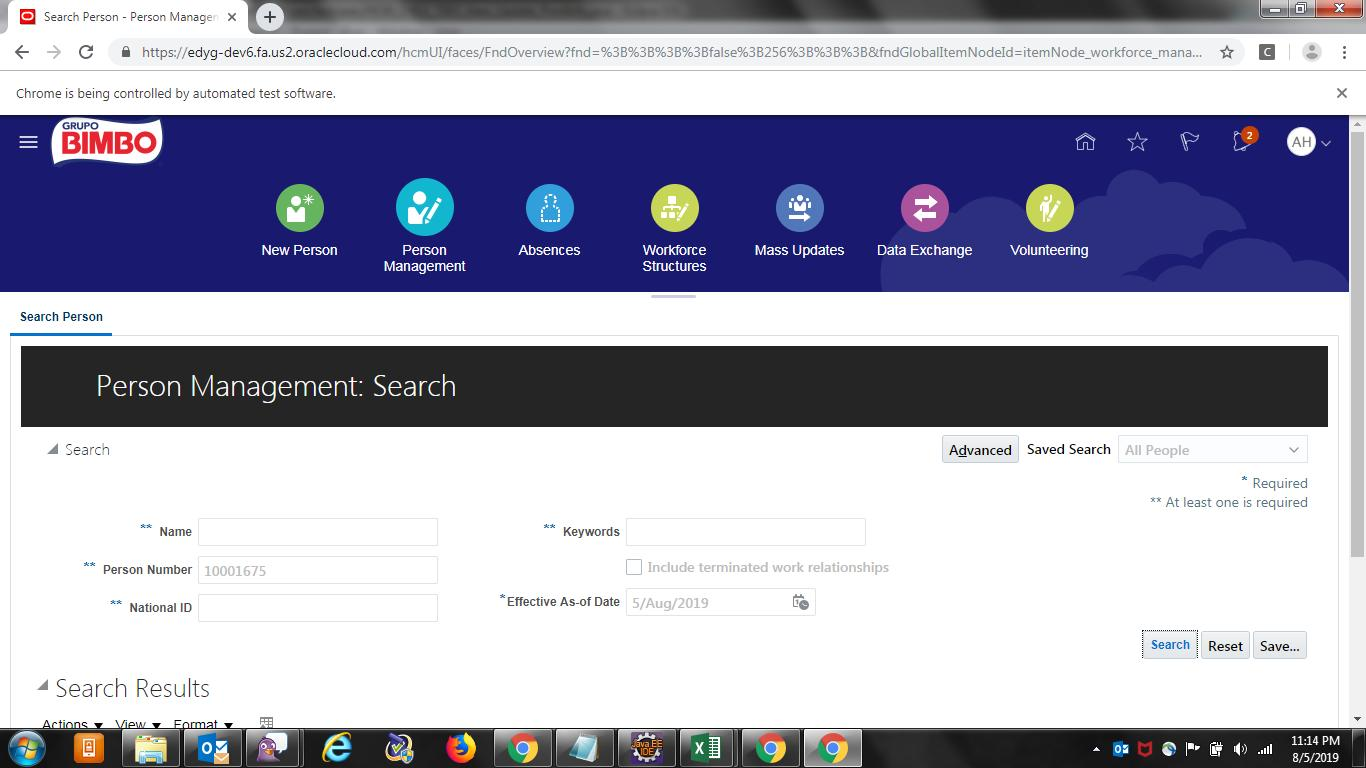 Search Person - Person Managem
https://edyg-dev6.fa.us2.oraclecloud.com/hcmUI/faces/FndOverview?fnd=%3B%3B%3B%3Bfalse%3B256%3B%3B%3B&fndGlobalItemNodeId=itemNode_workforce_mana...
C
Chrome is being controlled by automated test software.
GRUPO
BIMBO
2
AH
New Person
Person
Management
Absences
Workforce
Structures
Mass Updates
Data Exchange
Volunteering
Search Person
Person Management: Search
Search
Advanced Saved Search All People
* Required
** At least one is required
** Name
** Keywords
** Person Number 10001675
Include terminated work relationships
** National ID
*Effective As-of Date 5/Aug/2019
Search Reset Save...
Search Results
Actions View Format
Java EE
IDE
11:14 PM
8/5/2019